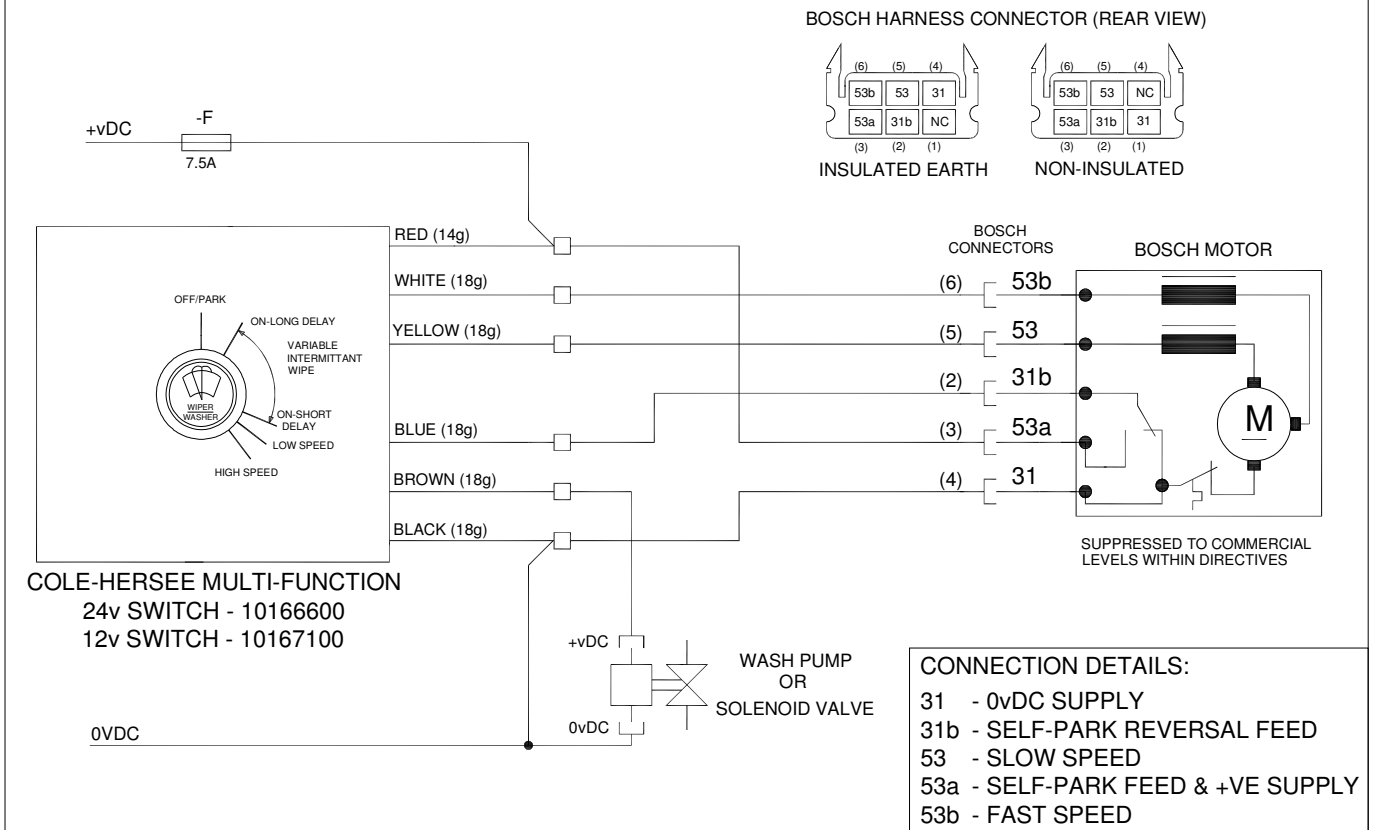 BOSCH HARNESS CONNECTOR (REAR VIEW)
(6) (5) (4)
53b 53 31
53a 31b NC
(3) (2) (1)
INSULATED EARTH
(6) (5) (4)
53b 53 NC
53a 31b 31
(3) (2) (1)
NON-INSULATED
+vDC
-F
7.5A
RED (14g)
WHITE (18g)
YELLOW (18g)
BLUE (18g)
BROWN (18g)
BLACK (18g)
OFF/PARK
ON-LONG DELAY
VARIABLE
INTERMITTANT
WIPE
ON-SHORT
DELAY
LOW SPEED
HIGH SPEED
WIPER
WASHER
COLE-HERSEE MULTI-FUNCTION
24v SWITCH - 10166600
12v SWITCH - 10167100
BOSCH
CONNECTORS
(6) 53b
(5) 53
(2) 31b
(3) 53a
(4) 31
BOSCH MOTOR
M
SUPPRESSED TO COMMERCIAL
LEVELS WITHIN DIRECTIVES
+vDC
0vDC
WASH PUMP
OR
SOLENOID VALVE
0VDC
CONNECTION DETAILS:
31 - 0vDC SUPPLY
31b - SELF-PARK REVERSAL FEED
53 - SLOW SPEED
53a - SELF-PARK FEED & +VE SUPPLY
53b - FAST SPEED